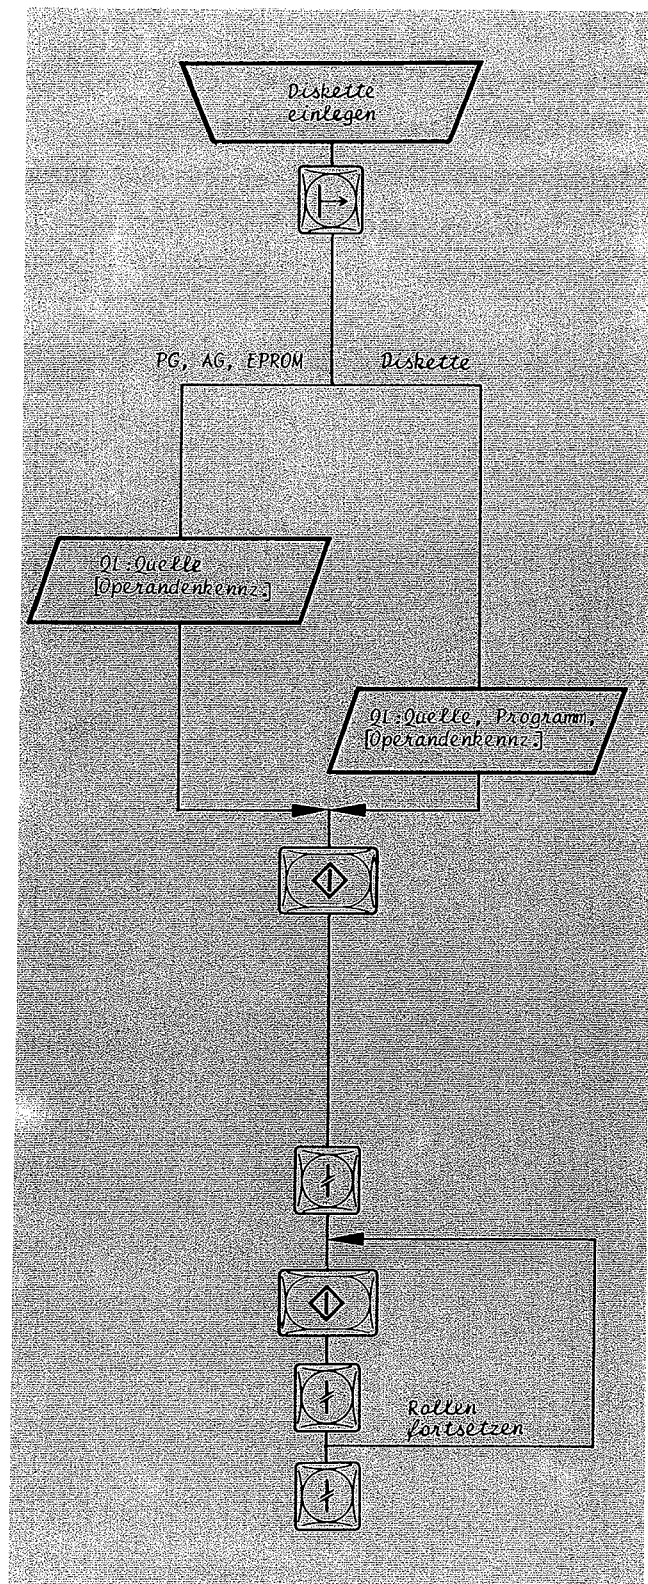 Diskette
einlegen
PG, AG, EPROM
Diskette
QL:Quelle
[Operandenkennz.]
QL:Quelle, Programm,
[Operandenkennz.]
Rollen
fortsetzen